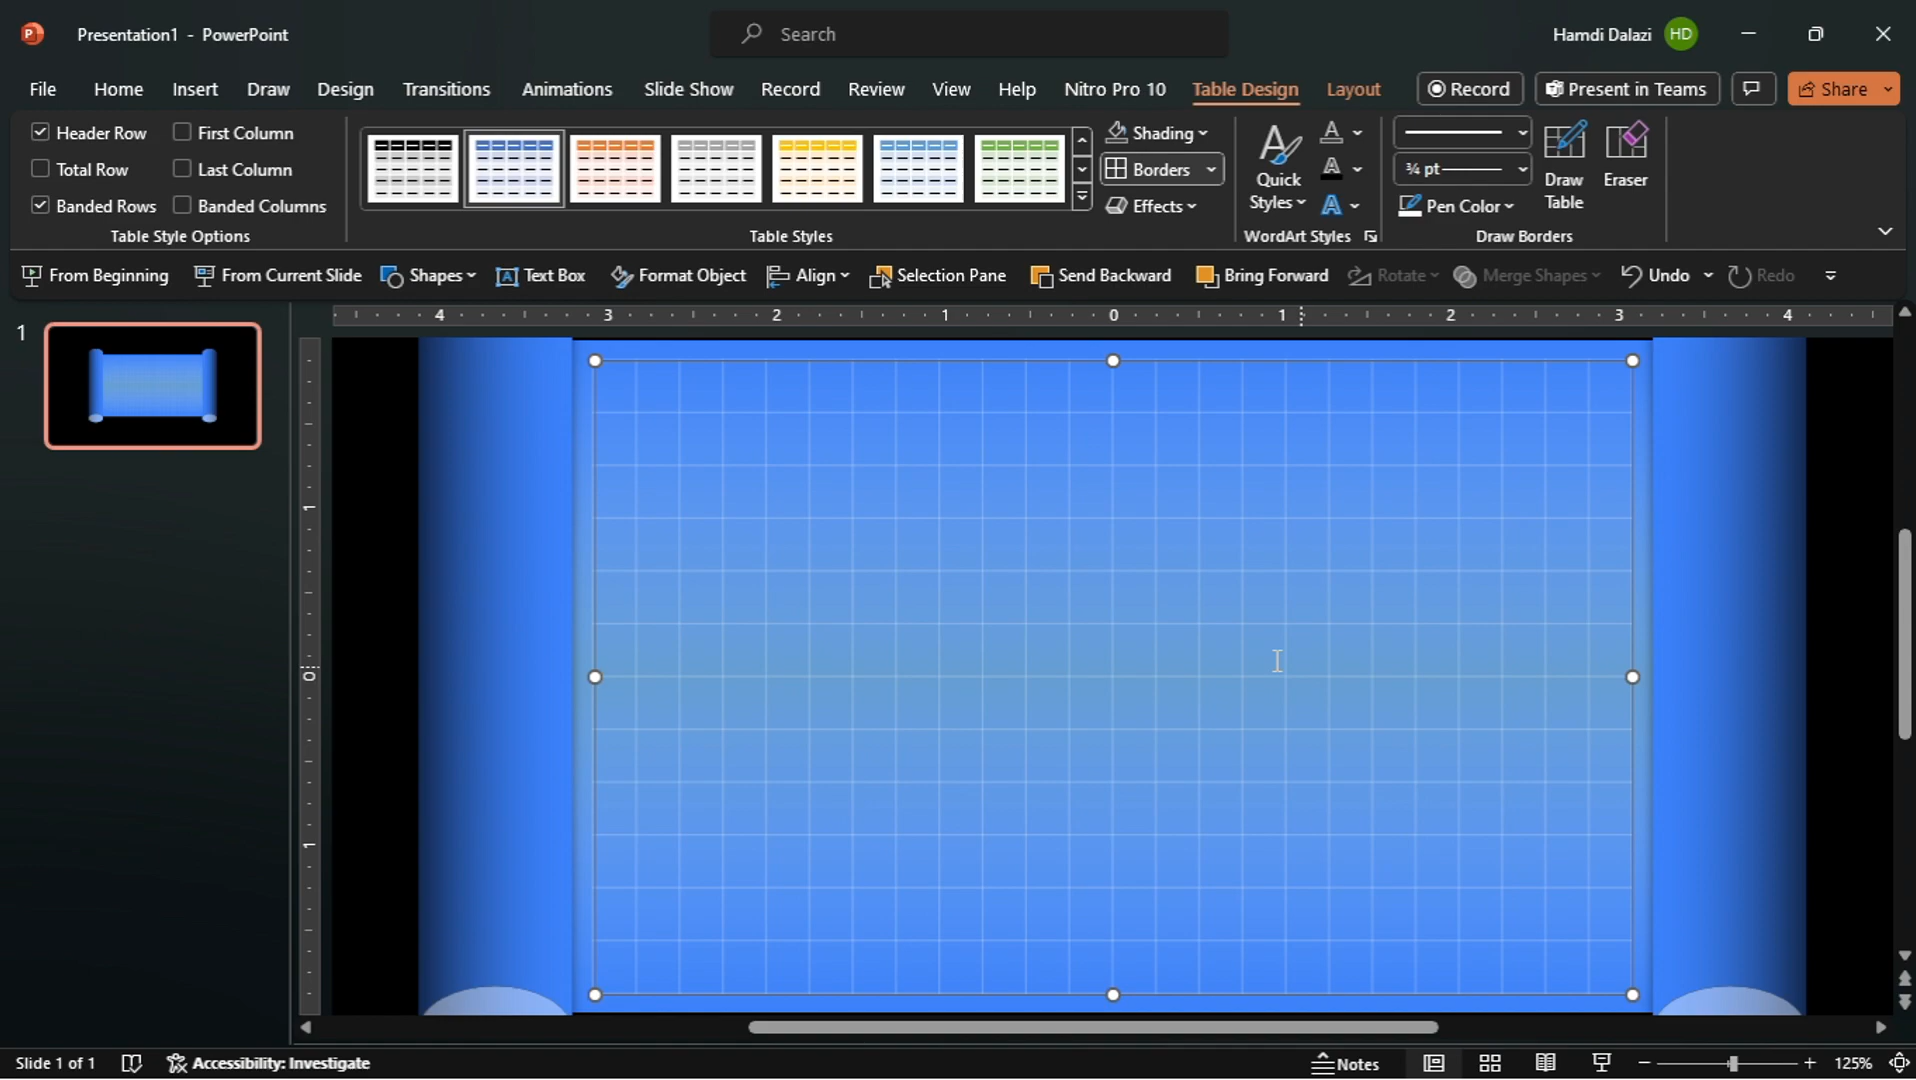 Presentation1 - PowerPoint
Search
Hamdi Dalazi HD
File Home Insert Draw Design Transitions Animations Slide Show Record Review View Help Nitro Pro 10 Table Design Layout Record Present in Teams Share
Header Row First Column
Total Row Last Column
Banded Rows Banded Columns
Table Style Options
Table Styles
Shading
Borders
Effects
Quick
Styles
WordArt Styles
¾ pt
Pen Color
Draw
Table
Eraser
Draw Borders
From Beginning From Current Slide Shapes Text Box Format Object Align Selection Pane Send Backward Bring Forward Rotate Merge Shapes Undo Redo
4 3 2 1 0 1 2 3 4
1
1
0
1
Slide 1 of 1 Accessibility: Investigate Notes 125%